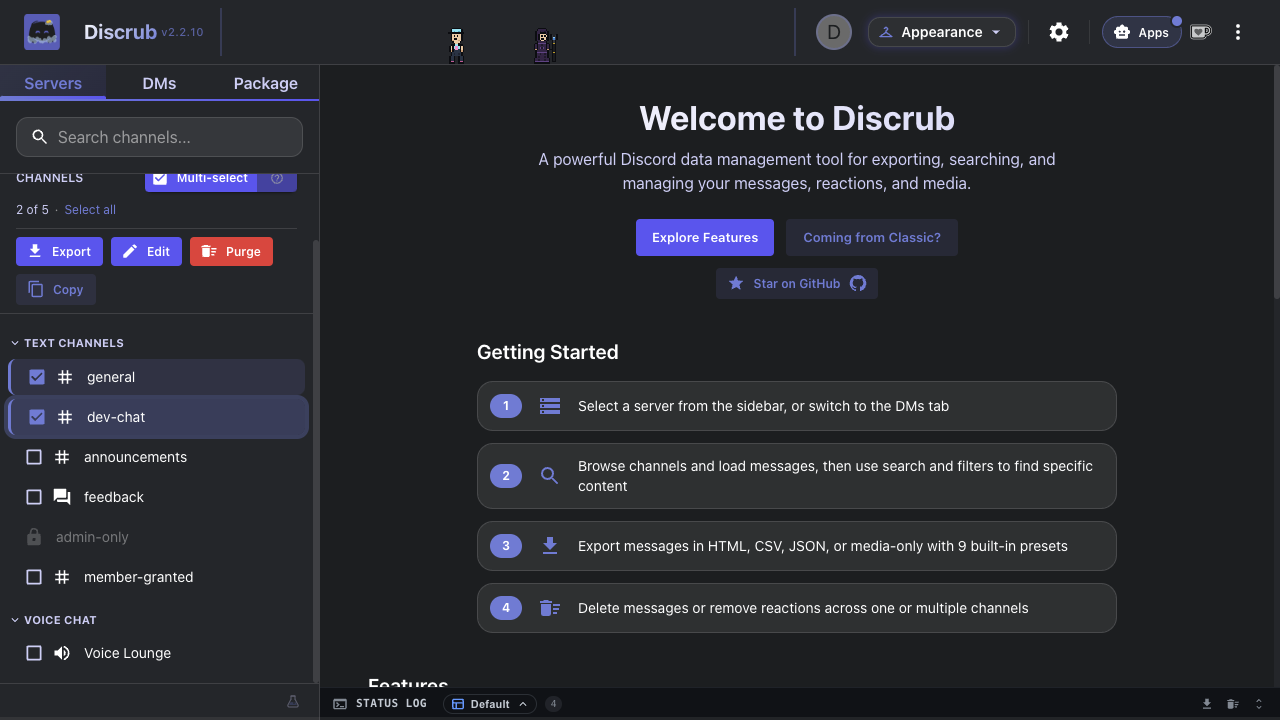 Discrub v2.2.10
D
Appearance
Apps
Servers DMs Package
Search channels...
CHANNELS
Multi-select
2 of 5 · Select all
Export Edit Purge
Copy
TEXT CHANNELS
general
dev-chat
announcements
feedback
admin-only
member-granted
VOICE CHAT
Voice Lounge
Welcome to Discrub
A powerful Discord data management tool for exporting, searching, and
managing your messages, reactions, and media.
Explore Features Coming from Classic?
Star on GitHub
Getting Started
1 Select a server from the sidebar, or switch to the DMs tab
2 Browse channels and load messages, then use search and filters to find specific
content
3 Export messages in HTML, CSV, JSON, or media-only with 9 built-in presets
4 Delete messages or remove reactions across one or multiple channels
Features
STATUS LOG Default 4